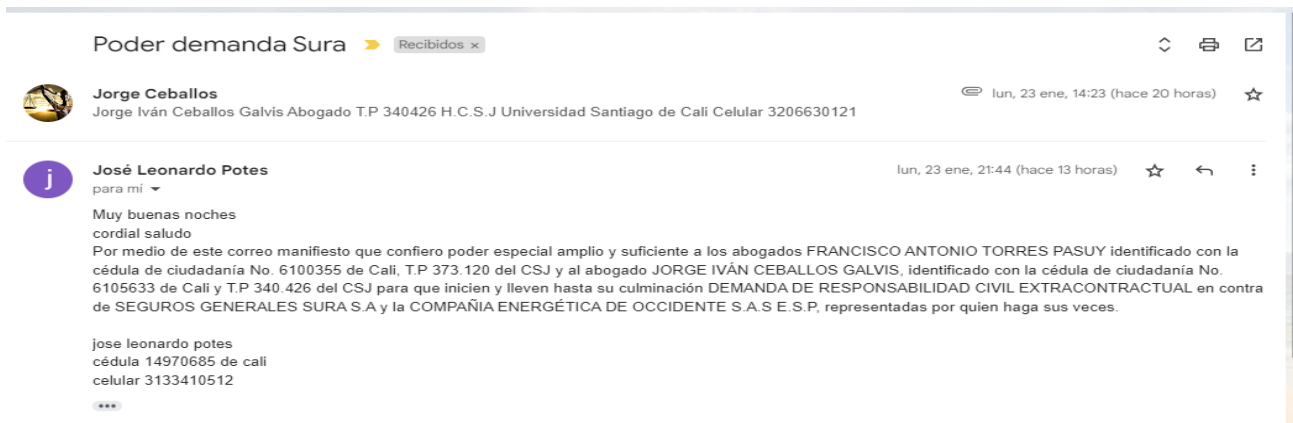 Poder demanda Sura Recibidos ×
Jorge Ceballos
lun, 23 ene, 14:23 (hace 20 horas)
Jorge Iván Ceballos Galvis Abogado T.P 340426 H.C.S.J Universidad Santiago de Cali Celular 3206630121
j
José Leonardo Potes
lun, 23 ene, 21:44 (hace 13 horas)
para mí
Muy buenas noches
cordial saludo
Por medio de este correo manifiesto que confiero poder especial amplio y suficiente a los abogados FRANCISCO ANTONIO TORRES PASUY identificado con la
cédula de ciudadanía No. 6100355 de Cali, T.P 373.120 del CSJ y al abogado JORGE IVÁN CEBALLOS GALVIS, identificado con la cédula de ciudadanía No.
6105633 de Cali y T.P 340.426 del CSJ para que inicien y lleven hasta su culminación DEMANDA DE RESPONSABILIDAD CIVIL EXTRACONTRACTUAL en contra
de SEGUROS GENERALES SURA S.A y la COMPAÑIA ENERGÉTICA DE OCCIDENTE S.A.S E.S.P, representadas por quien haga sus veces.
jose leonardo potes
cédula 14970685 de cali
celular 3133410512